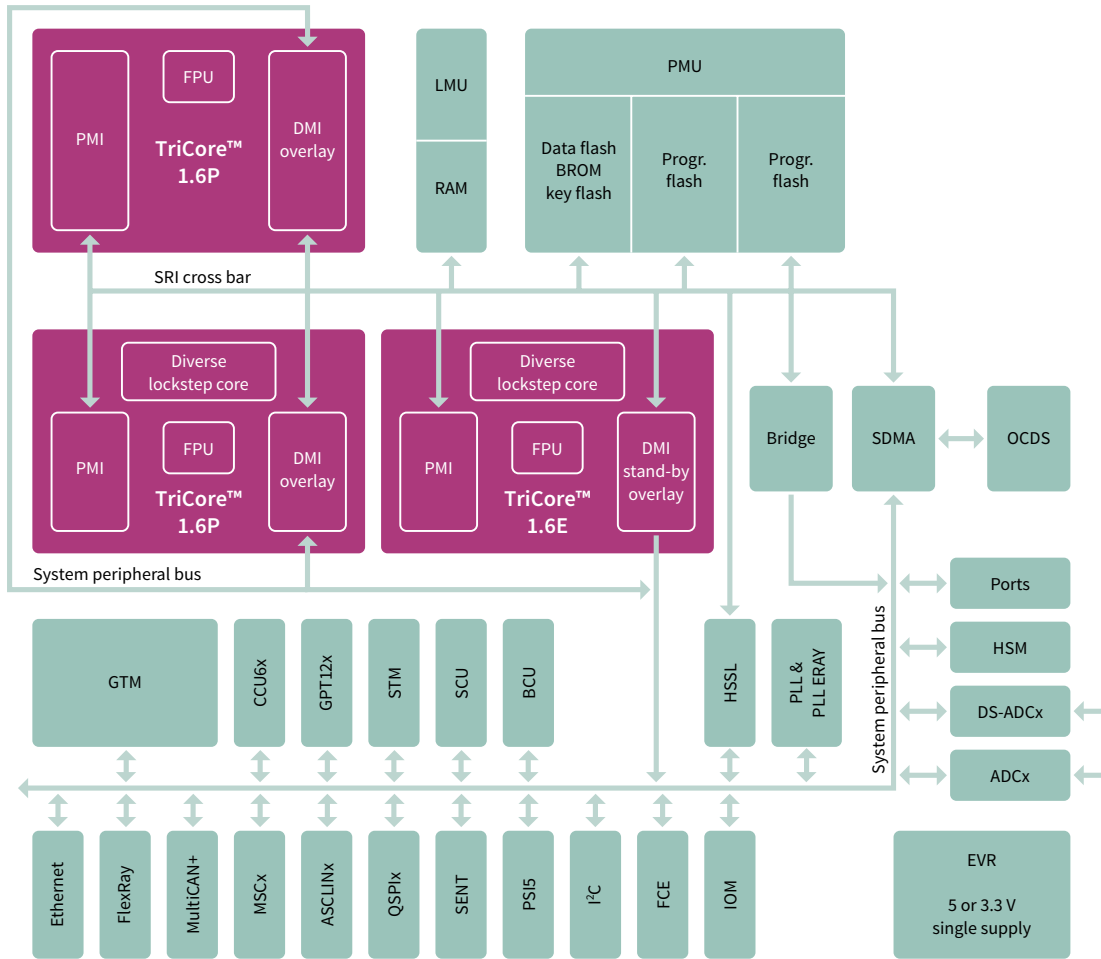 FPU
PMI
DMI
overlay
TriCore™
1.6P
LMU
RAM
PMU
Data flash
BROM
key flash
Progr.
flash
Progr.
flash
SRI cross bar
Diverse
lockstep core
FPU
PMI
DMI
overlay
TriCore™
1.6P
Diverse
lockstep core
FPU
PMI
DMI
stand-by
overlay
TriCore™
1.6E
Bridge
SDMA
OCDS
System peripheral bus
Ports
HSM
DS-ADCx
ADCx
System peripheral bus
GTM
CCU6x
GPT12x
STM
SCU
BCU
HSSL
PLL &
PLL ERAY
Ethernet
FlexRay
MultiCAN+
MSCx
ASCLINx
QSPIx
SENT
PSI5
I²C
FCE
IOM
EVR
5 or 3.3 V
single supply